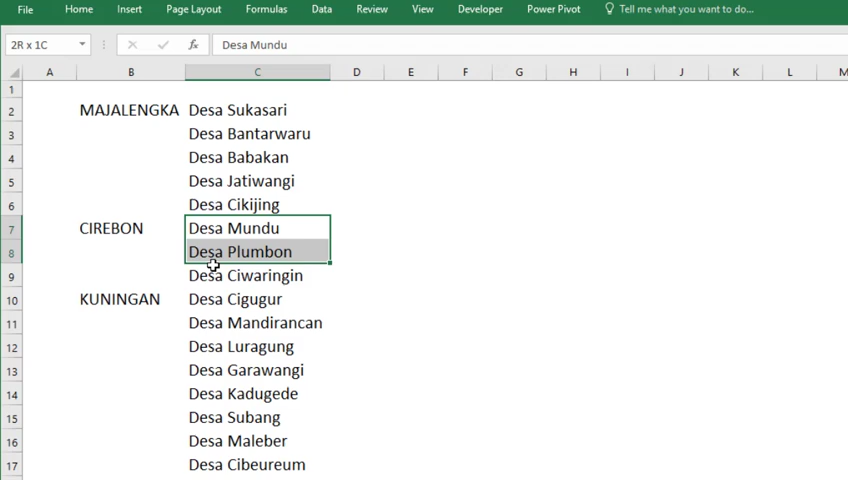 File Home Insert Page Layout Formulas Data Review View Developer Power Pivot Tell me what you want to do...
2R x 1C fx Desa Mundu
A B C D E F G H I J K L M
1
2 MAJALENGKA Desa Sukasari
3 Desa Bantarwaru
4 Desa Babakan
5 Desa Jatiwangi
6 Desa Cikijing
7 CIREBON Desa Mundu
8 Desa Plumbon
9 Desa Ciwaringin
10 KUNINGAN Desa Cigugur
11 Desa Mandirancan
12 Desa Luragung
13 Desa Garawangi
14 Desa Kadugede
15 Desa Subang
16 Desa Maleber
17 Desa Cibeureum